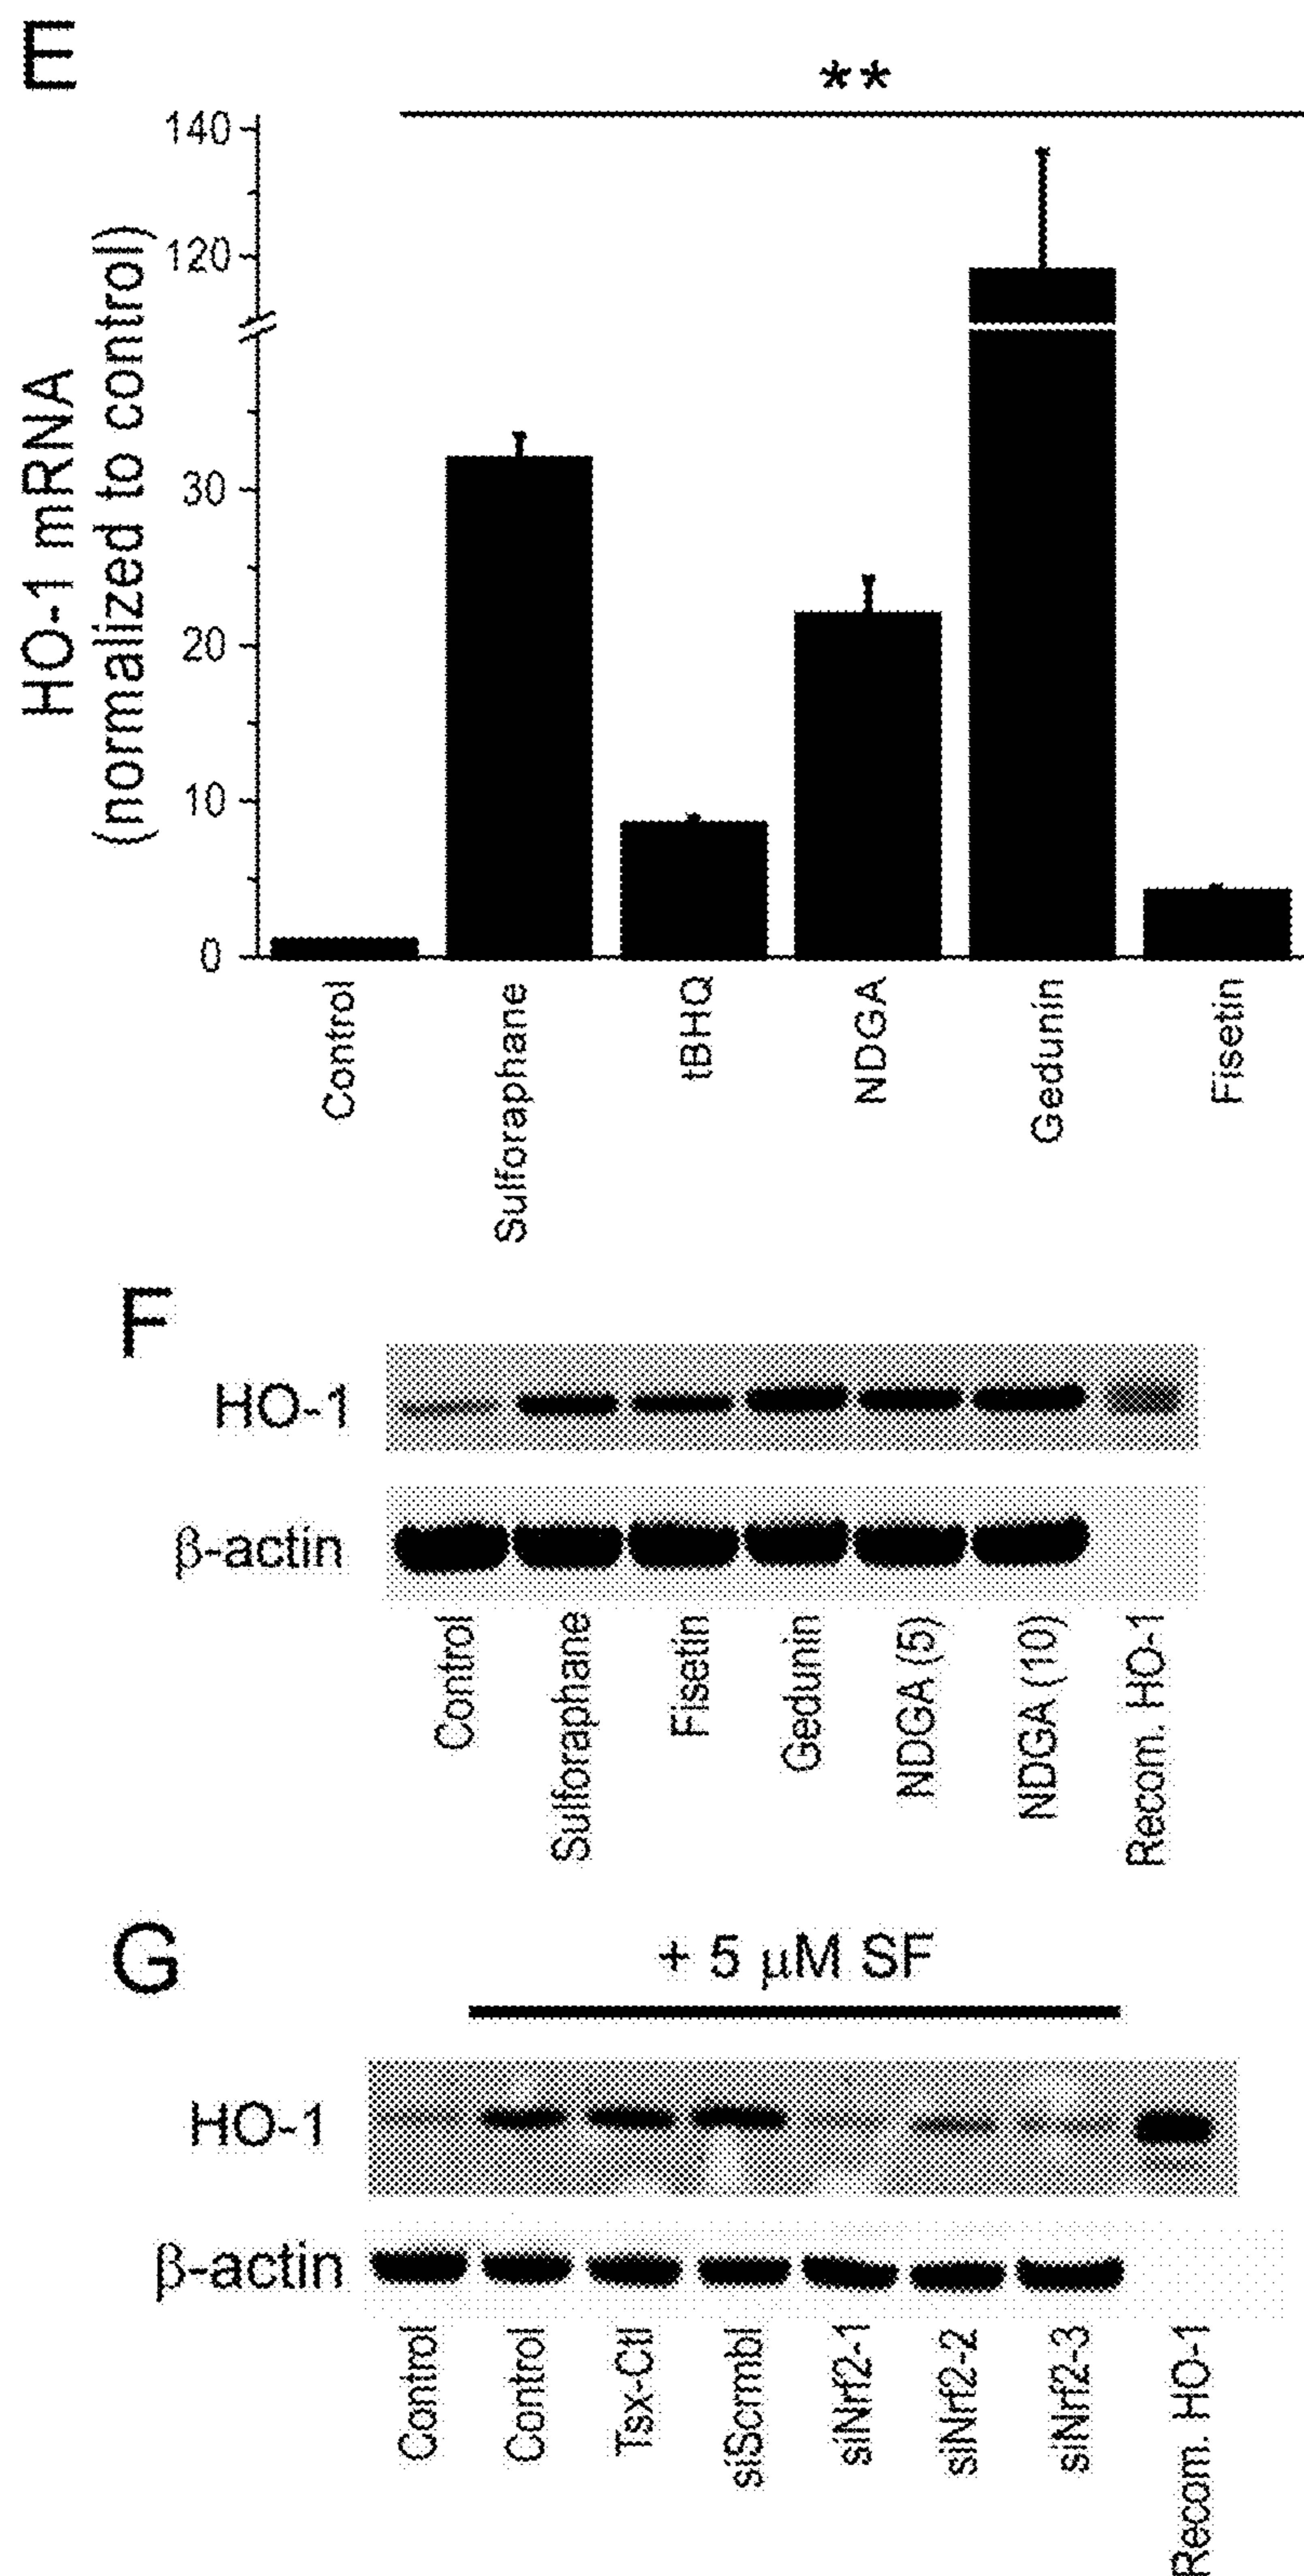 E
**
140
120
30
20
10
0
HO-1 mRNA
(normalized to control)
Control
Sulforaphane
tBHQ
NDGA
Gedunin
Fisetin
F
HO-1
β-actin
Control
Sulforaphane
Fisetin
Gedunin
NDGA (5)
NDGA (10)
Recom. HO-1
G
+ 5 μM SF
HO-1
β-actin
Control
Control
Tsx-Ctl
siScrmbl
siNrf2-1
siNrf2-2
siNrf2-3
Recom. HO-1